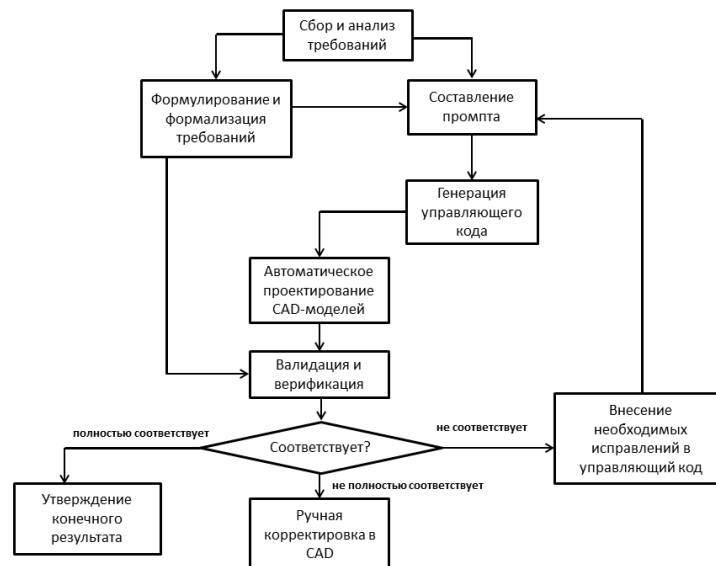 Сбор и анализ
требований
Формулирование и
формализация
требований
Составление
промпта
Генерация
управляющего
кода
Автоматическое
проектирование
CAD-моделей
Валидация и
верификация
полностью соответствует
Соответствует?
не соответствует
Внесение
необходимых
исправлений в
управляющий код
не полностью соответствует
Утверждение
конечного
результата
Ручная
корректировка в
CAD